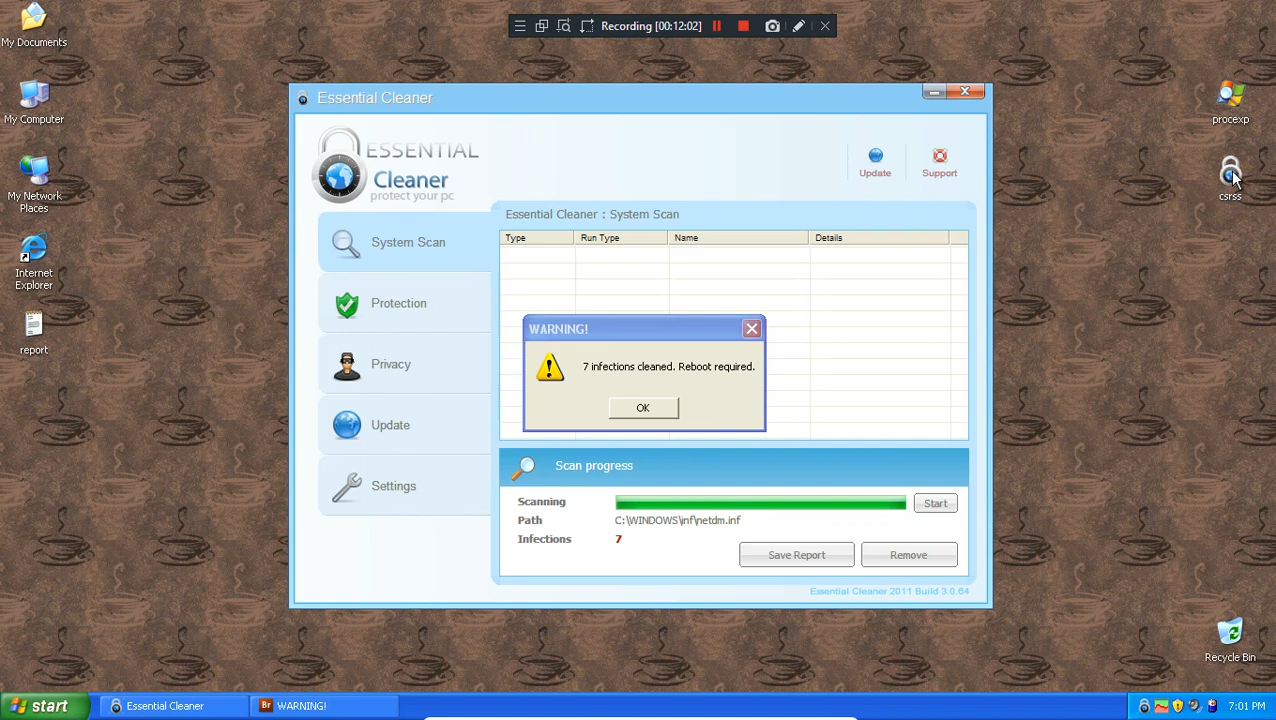 Recording [00:12:02]
My Documents
My Computer
My Network
Places
Internet
Explorer
report
procexp
csrss
Recycle Bin
Essential Cleaner
ESSENTIAL
Cleaner
protect your pc
Update
Support
System Scan
Protection
Privacy
Update
Settings
Essential Cleaner : System Scan
Type Run Type Name Details
WARNING!
7 infections cleaned. Reboot required.
OK
Scan progress
Scanning
Start
Path C:\WINDOWS\inf\netdm.inf
Infections 7
Save Report Remove
Essential Cleaner 2011 Build 3.0.64
start Essential Cleaner Br WARNING! 7:01 PM